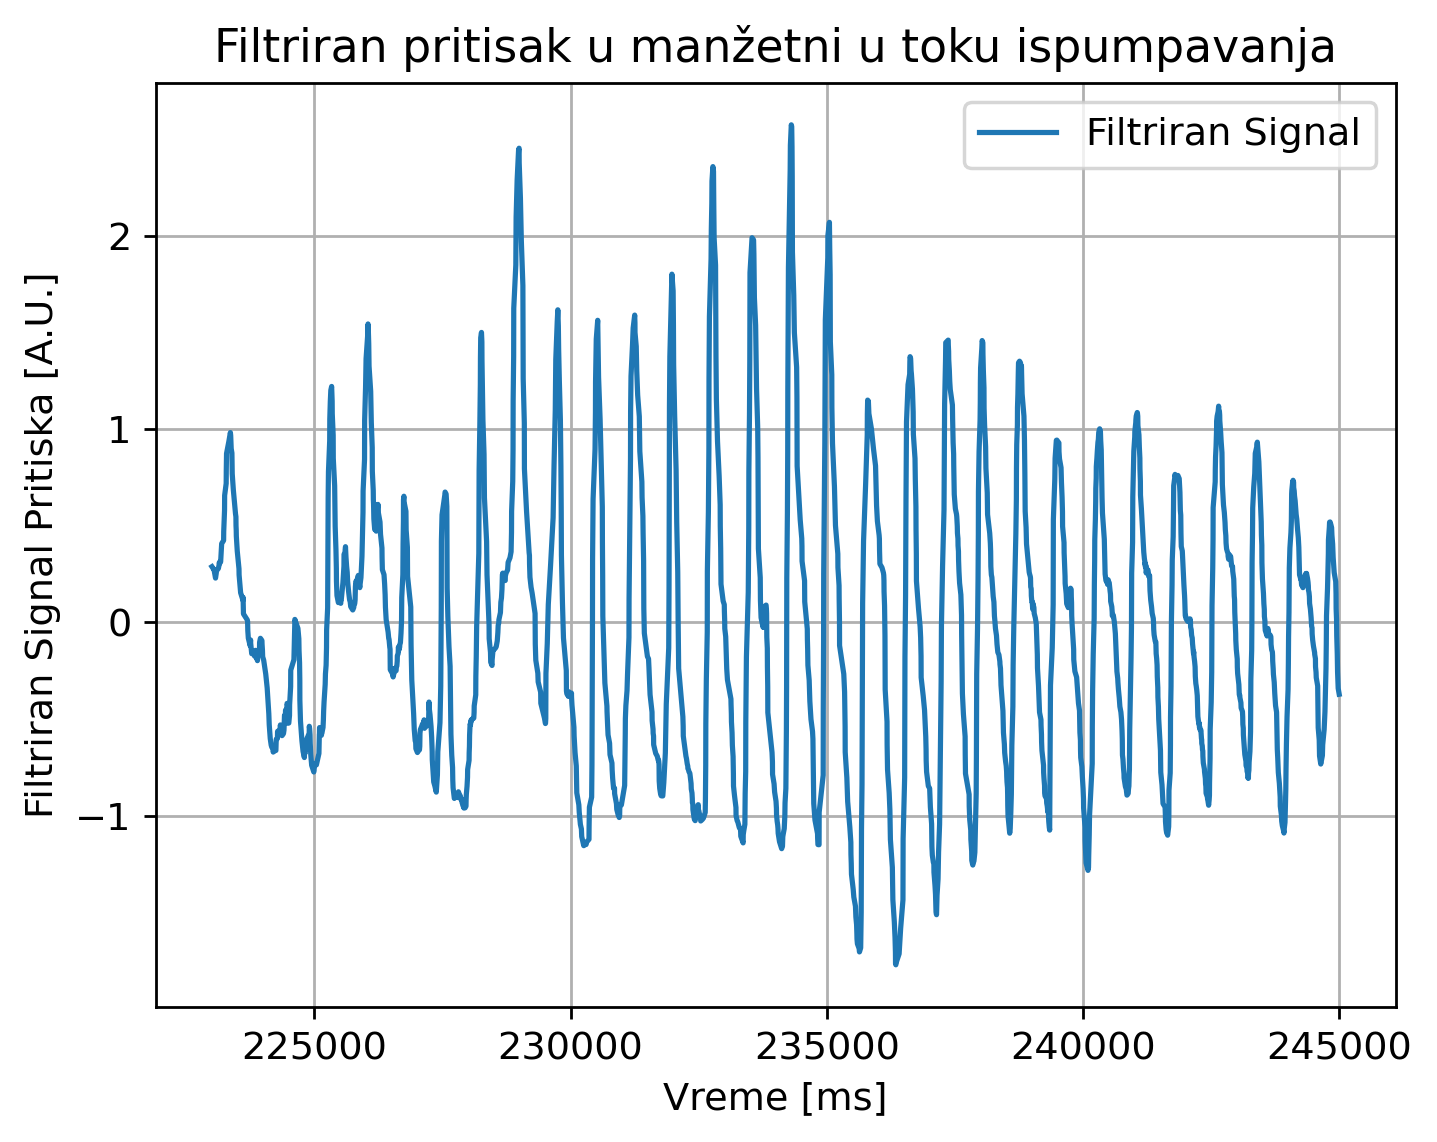 Filtriran pritisak u manžetni u toku ispumpavanja
Filtriran Signal
Filtriran Signal Pritiska [A.U.]
2
1
0
−1
225000
230000
235000
240000
245000
Vreme [ms]